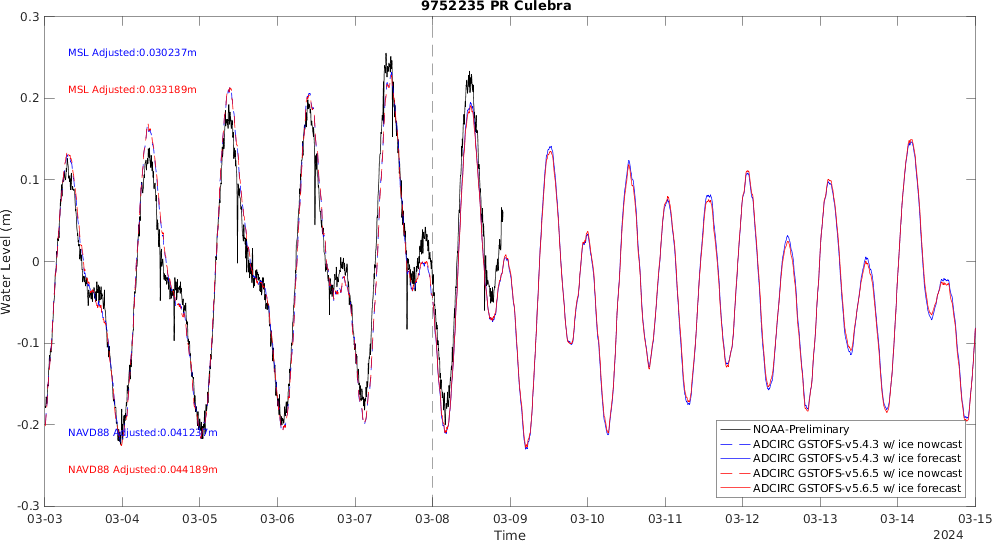 9752235 PR Culebra
0.3
0.2
0.1
0
-0.1
-0.2
-0.3
Water Level (m)
MSL Adjusted:0.030237m
MSL Adjusted:0.033189m
NAVD88 Adjusted:0.041237m
NAVD88 Adjusted:0.044189m
NOAA-Preliminary
ADCIRC GSTOFS-v5.4.3 w/ ice nowcast
ADCIRC GSTOFS-v5.4.3 w/ ice forecast
ADCIRC GSTOFS-v5.6.5 w/ ice nowcast
ADCIRC GSTOFS-v5.6.5 w/ ice forecast
03-03 03-04 03-05 03-06 03-07 03-08 03-09 03-10 03-11 03-12 03-13 03-14 03-15
Time
2024